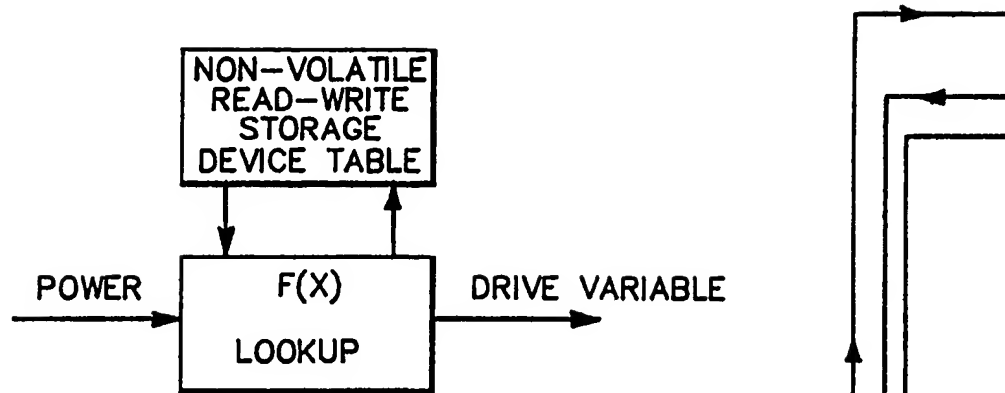 NON-VOLATILE
READ-WRITE
STORAGE
DEVICE TABLE
POWER
F(X)
DRIVE VARIABLE
LOOKUP